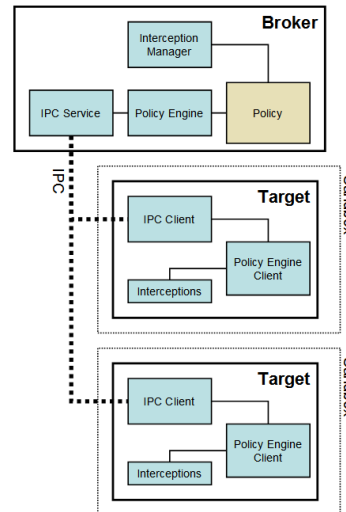 Broker
Interception
Manager
IPC Service
Policy Engine
Policy
IPC
Target
IPC Client
Policy Engine
Client
Interceptions
Target
IPC Client
Policy Engine
Client
Interceptions